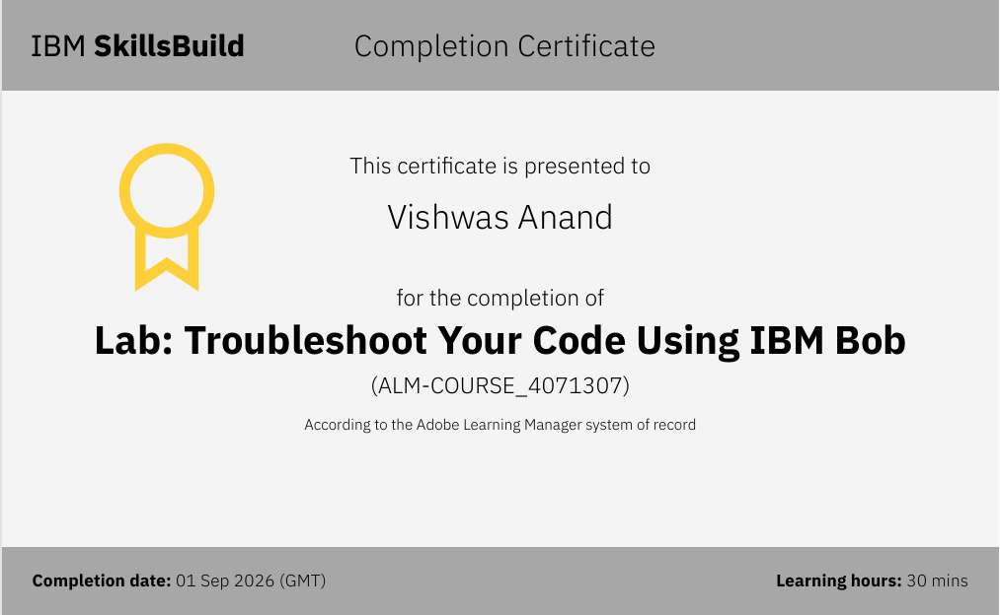 IBM SkillsBuild
Completion Certificate
This certificate is presented to
Vishwas Anand
for the completion of
Lab: Troubleshoot Your Code Using IBM Bob
(ALM-COURSE_4071307)
According to the Adobe Learning Manager system of record
Completion date: 01 Sep 2026 (GMT)
Learning hours: 30 mins